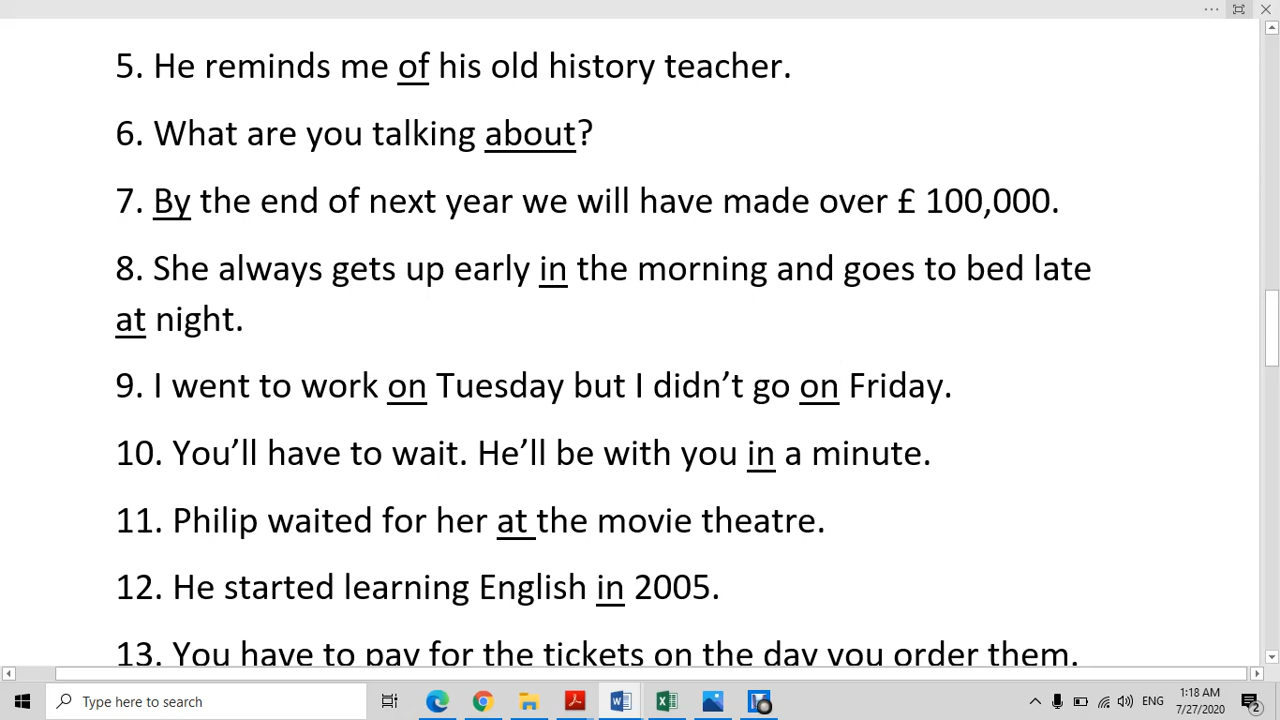 5. He reminds me of his old history teacher.
6. What are you talking about?
7. By the end of next year we will have made over £ 100,000.
8. She always gets up early in the morning and goes to bed late
at night.
9. I went to work on Tuesday but I didn’t go on Friday.
10. You’ll have to wait. He’ll be with you in a minute.
11. Philip waited for her at the movie theatre.
12. He started learning English in 2005.
13. You have to pay for the tickets on the day you order them.
Type here to search
ENG
1:18 AM
7/27/2020
2